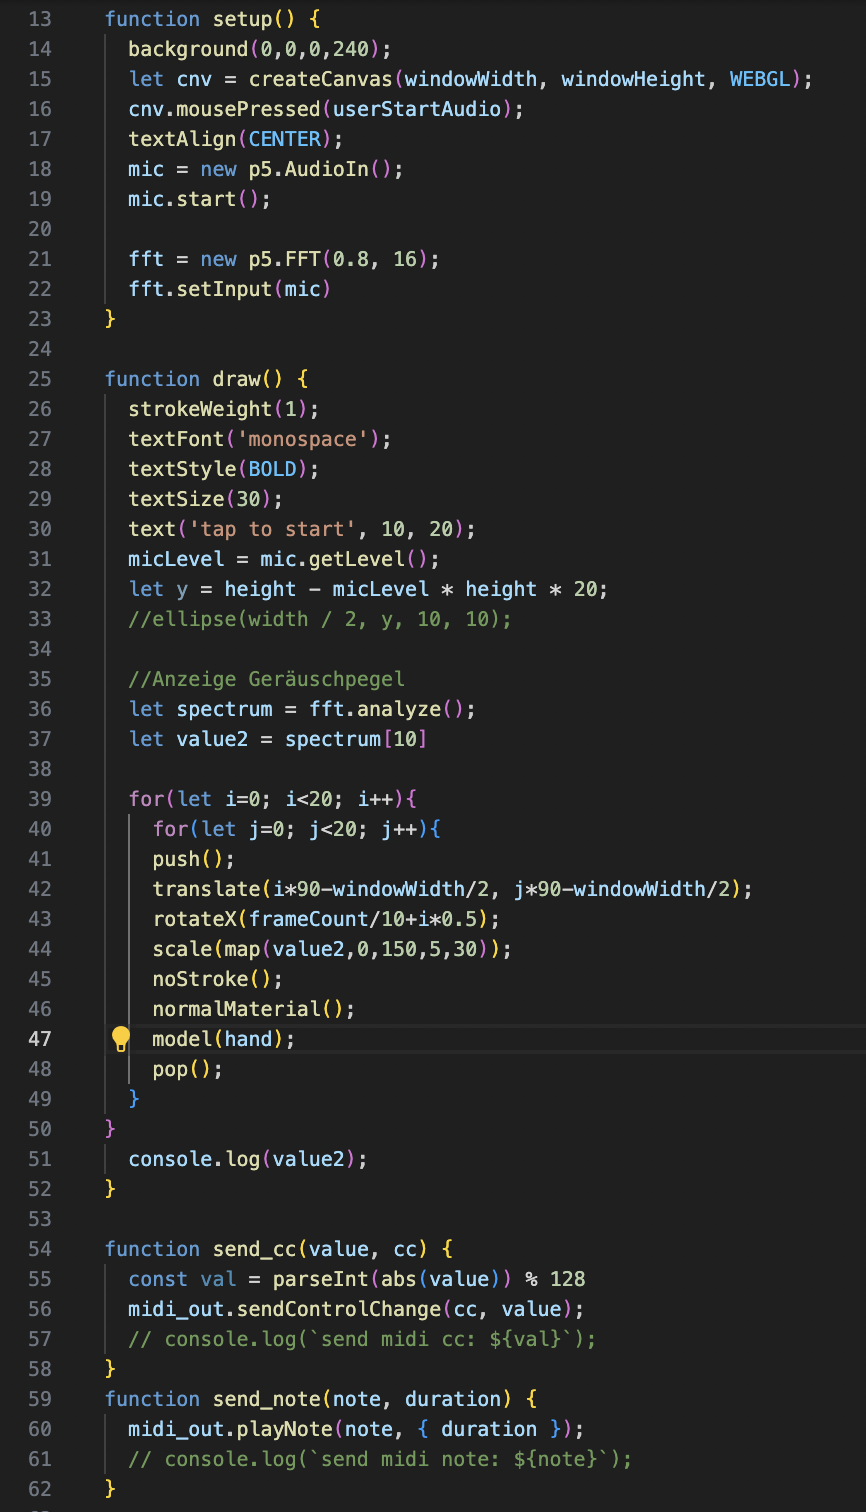 13 function setup() {
14 background(0,0,0,240);
15 let cnv = createCanvas(windowWidth, windowHeight, WEBGL);
16 cnv.mousePressed(userStartAudio);
17 textAlign(CENTER);
18 mic = new p5.AudioIn();
19 mic.start();
20
21 fft = new p5.FFT(0.8, 16);
22 fft.setInput(mic)
23 }
24
25 function draw() {
26 strokeWeight(1);
27 textFont('monospace');
28 textStyle(BOLD);
29 textSize(30);
30 text('tap to start', 10, 20);
31 micLevel = mic.getLevel();
32 let y = height - micLevel * height * 20;
33 //ellipse(width / 2, y, 10, 10);
34
35 //Anzeige Geräuschpegel
36 let spectrum = fft.analyze();
37 let value2 = spectrum[10]
38
39 for(let i=0; i<20; i++){
40 for(let j=0; j<20; j++){
41 push();
42 translate(i*90-windowWidth/2, j*90-windowWidth/2);
43 rotateX(frameCount/10+i*0.5);
44 scale(map(value2,0,150,5,30));
45 noStroke();
46 normalMaterial();
47 model(hand);
48 pop();
49 }
50 }
51 console.log(value2);
52 }
53
54 function send_cc(value, cc) {
55 const val = parseInt(abs(value)) % 128
56 midi_out.sendControlChange(cc, value);
57 // console.log(`send midi cc: ${val}`);
58 }
59 function send_note(note, duration) {
60 midi_out.playNote(note, { duration });
61 // console.log(`send midi note: ${note}`);
62 }